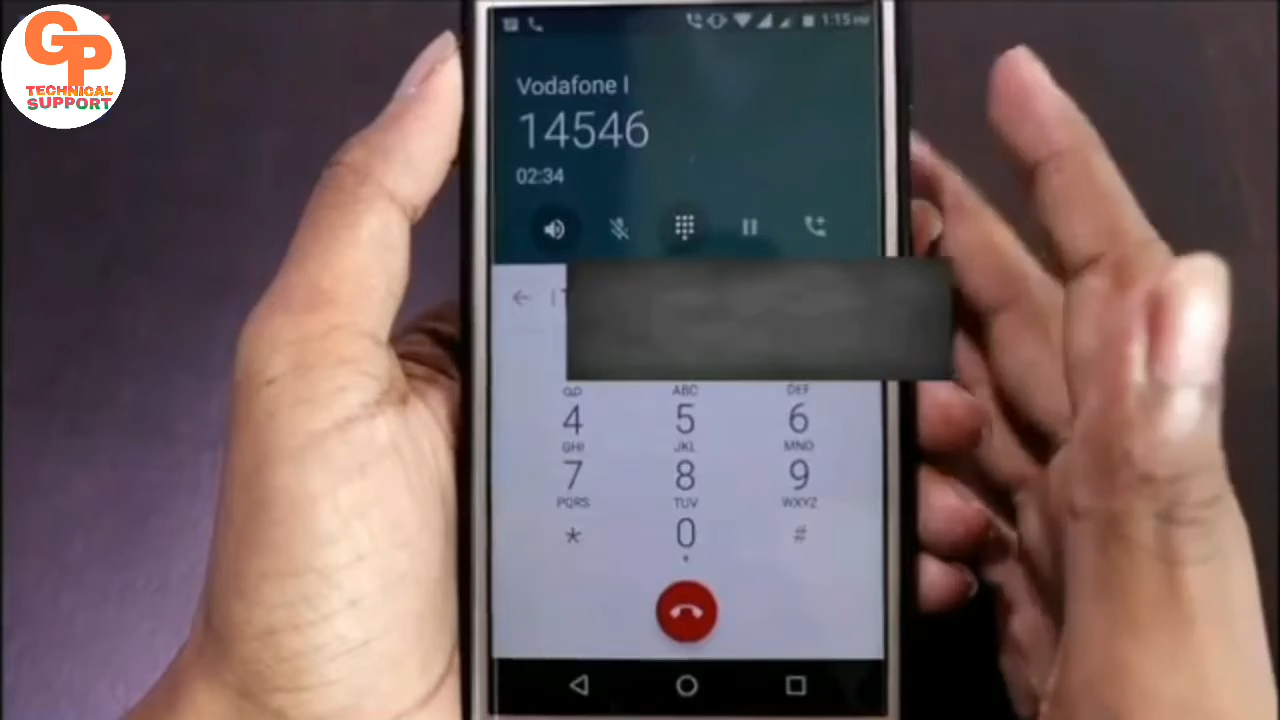 GP
TECHNICAL
SUPPORT
1:15 PM
Vodafone I
14546
02:34
ABC DEF
4 5 6
GHI JKL MNO
7 8 9
PQRS TUV WXYZ
* 0 #
+